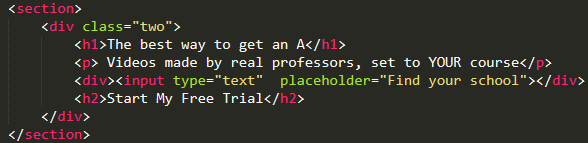 <section>
<div class="two">
<h1>The best way to get an A</h1>
<p> Videos made by real professors, set to YOUR course</p>
<div><input type="text"  placeholder="Find your school"></div>
<h2>Start My Free Trial</h2>
</div>
</section>